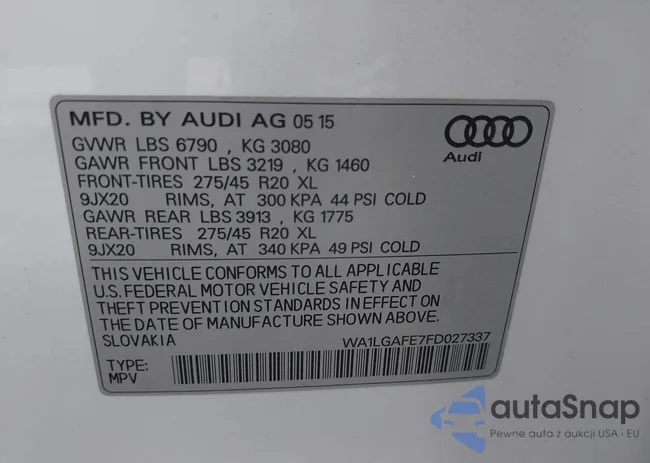 MFD. BY AUDI AG 05 15
GVWR LBS 6790 , KG 3080
GAWR FRONT LBS 3219 , KG 1460
FRONT-TIRES 275/45 R20 XL
9JX20 RIMS, AT 300 KPA 44 PSI COLD
GAWR REAR LBS 3913 , KG 1775
REAR-TIRES 275/45 R20 XL
9JX20 RIMS, AT 340 KPA 49 PSI COLD
Audi
THIS VEHICLE CONFORMS TO ALL APPLICABLE
U.S. FEDERAL MOTOR VEHICLE SAFETY AND
THEFT PREVENTION STANDARDS IN EFFECT ON
THE DATE OF MANUFACTURE SHOWN ABOVE.
SLOVAKIA WA1LGAFE7FD027337
TYPE:
MPV
autaSnap
Pewne auta z aukcji USA i EU